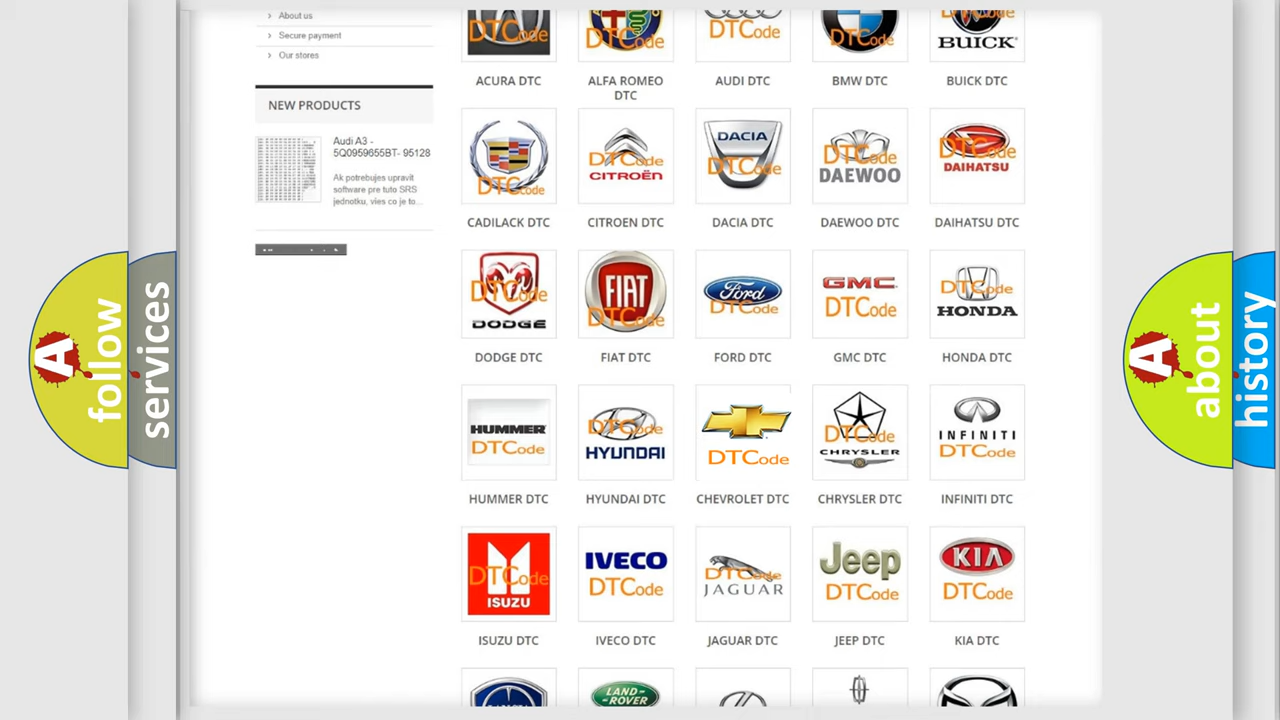 About us
Secure payment
Our stores
NEW PRODUCTS
Audi A3 -
5Q0959655BT- 95128
Ak potrebujes upravit
software pre tuto SRS
jednotku, vies co je to...
A follow
services
DTCode
DTCode
DTCode
DTCode
BUICK
ACURA DTC
ALFA ROMEO
DTC
AUDI DTC
BMW DTC
BUICK DTC
DTCode
DTCode
CITROËN
DACIA
DTCode
DTCode
DAEWOO
DTCode
DAIHATSU
CADILACK DTC
CITROEN DTC
DACIA DTC
DAEWOO DTC
DAIHATSU DTC
DTCode
DODGE
FIAT
DTCode
Ford
DTCode
GMC
DTCode
DTCode
HONDA
DODGE DTC
FIAT DTC
FORD DTC
GMC DTC
HONDA DTC
HUMMER
DTCode
DTCode
HYUNDAI
DTCode
DTCode
CHRYSLER
INFINITI
DTCode
HUMMER DTC
HYUNDAI DTC
CHEVROLET DTC
CHRYSLER DTC
INFINITI DTC
DTCode
ISUZU
IVECO
DTCode
DTCode
JAGUAR
Jeep
DTCode
KIA
DTCode
ISUZU DTC
IVECO DTC
JAGUAR DTC
JEEP DTC
KIA DTC
LAND-
ROVER
A about
history